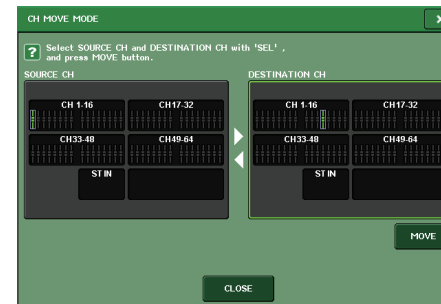 CH MOVE MODE
? Select SOURCE CH and DESTINATION CH with 'SEL' ,
and press MOVE button.
SOURCE CH
DESTINATION CH
CH 1-16
CH17-32
CH33-48
CH49-64
ST IN
CH 1-16
CH17-32
CH33-48
CH49-64
ST IN
MOVE
CLOSE